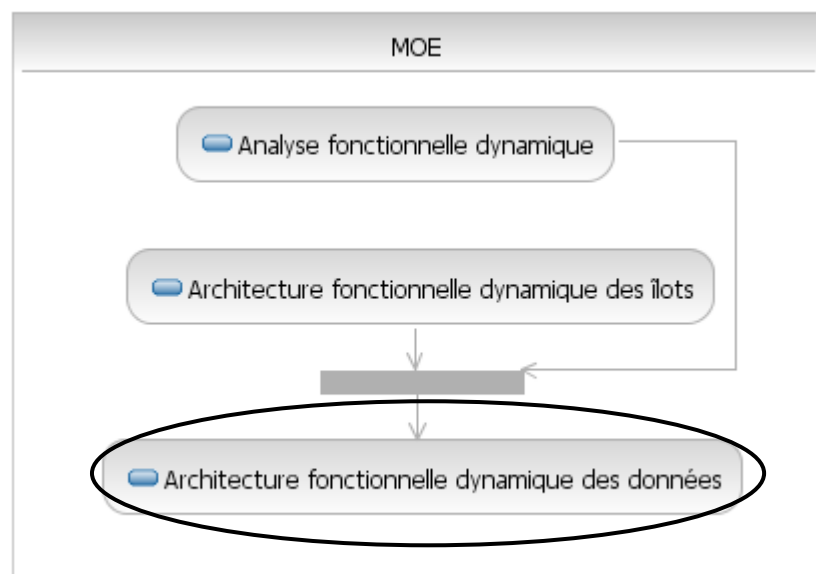 MOE
Analyse fonctionnelle dynamique
Architecture fonctionnelle dynamique des îlots
Architecture fonctionnelle dynamique des données